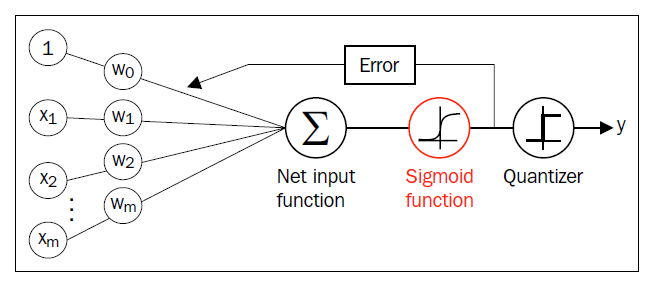 1
w0
Error
x1
w1
Σ
y
w2
x2
Net input
function
Sigmoid
function
Quantizer
wm
⋮
xm